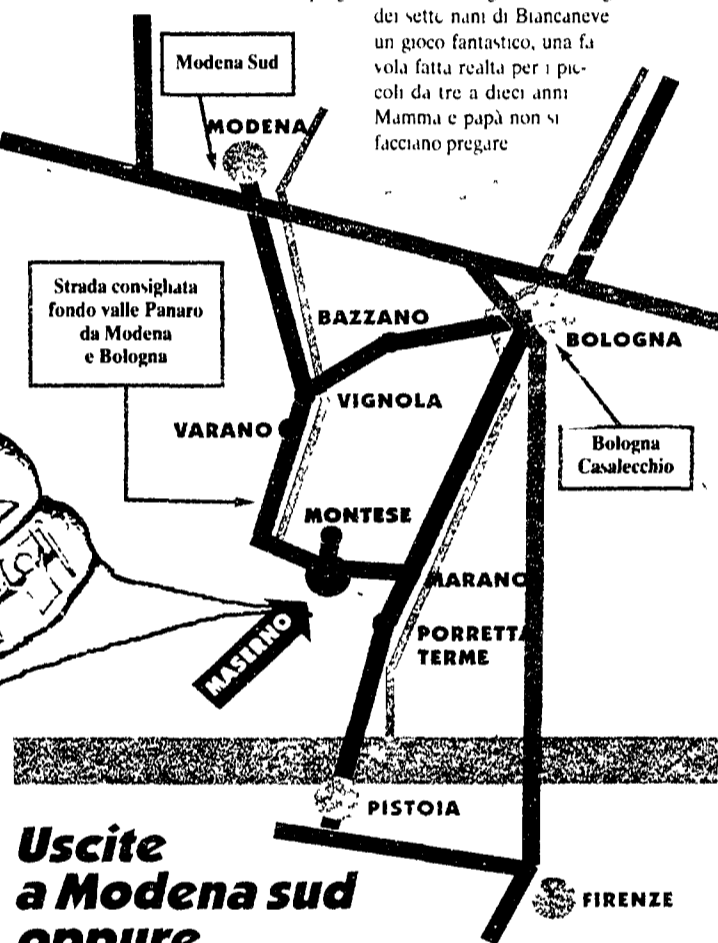 dei sette nani di Biancaneve
un gioco fantastico, una fa
vola fatta realta per i pic-
coli da tre a dieci anni
Mamma e papà non si
facciano pregare
Modena Sud
MODENA
Strada consigliata
fondo valle Panaro
da Modena
e Bologna
BAZZANO
BOLOGNA
VIGNOLA
VARANO
Bologna
Casalecchio
MONTESE
MARANO
MASERNO
PORRETTA
TERME
PISTOIA
Uscite
a Modena sud
oppure
FIRENZE